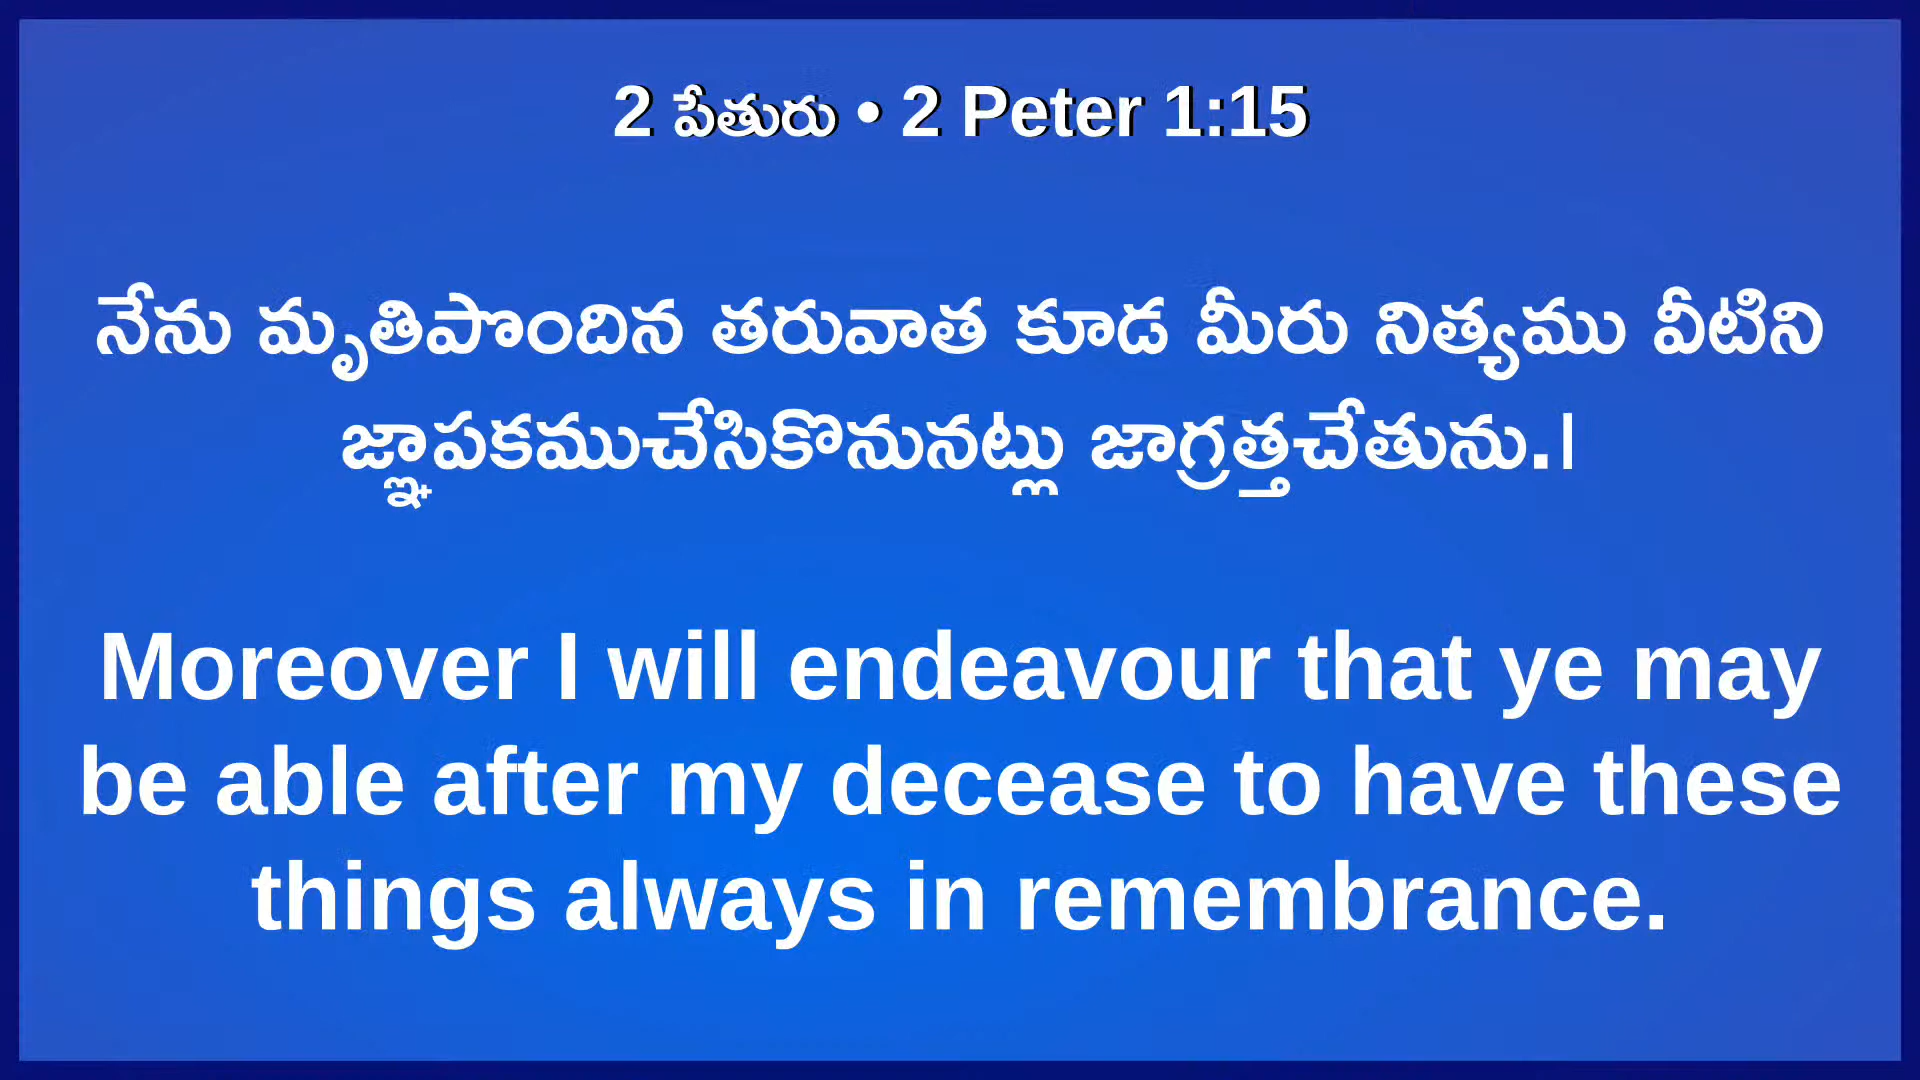 2 పేతురు • 2 Peter 1:15
నేను మృతిపొందిన తరువాత కూడ మీరు నిత్యము వీటిని
జ్ఞాపకముచేసికొనునట్లు జాగ్రత్తచేతును.।
Moreover I will endeavour that ye may
be able after my decease to have these
things always in remembrance.